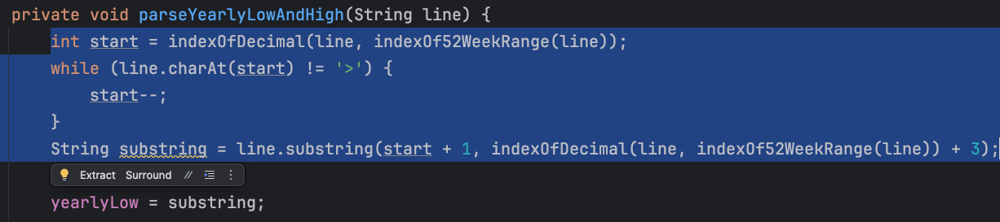 private void parseYearlyLowAndHigh(String line) {
int start = indexOfDecimal(line, indexOf52WeekRange(line));
while (line.charAt(start) != '>') {
start--;
}
String substring = line.substring(start + 1, indexOfDecimal(line, indexOf52WeekRange(line)) + 3);
Extract Surround //
yearlyLow = substring;